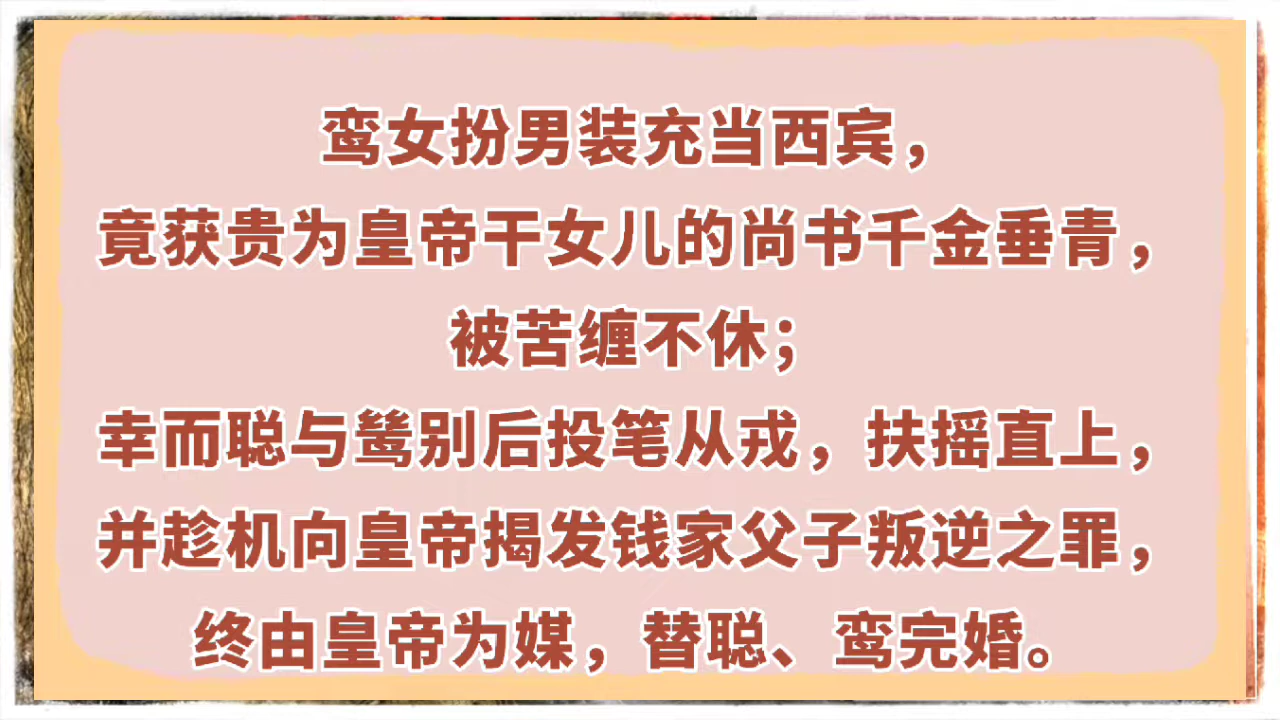 鸾女扮男装充当西宾，
竟获贵为皇帝干女儿的尚书千金垂青，
被苦缠不休；
幸而聪与鸶别后投笔从戎，扶摇直上，
并趁机向皇帝揭发钱家父子叛逆之罪，
终由皇帝为媒，替聪、鸾完婚。